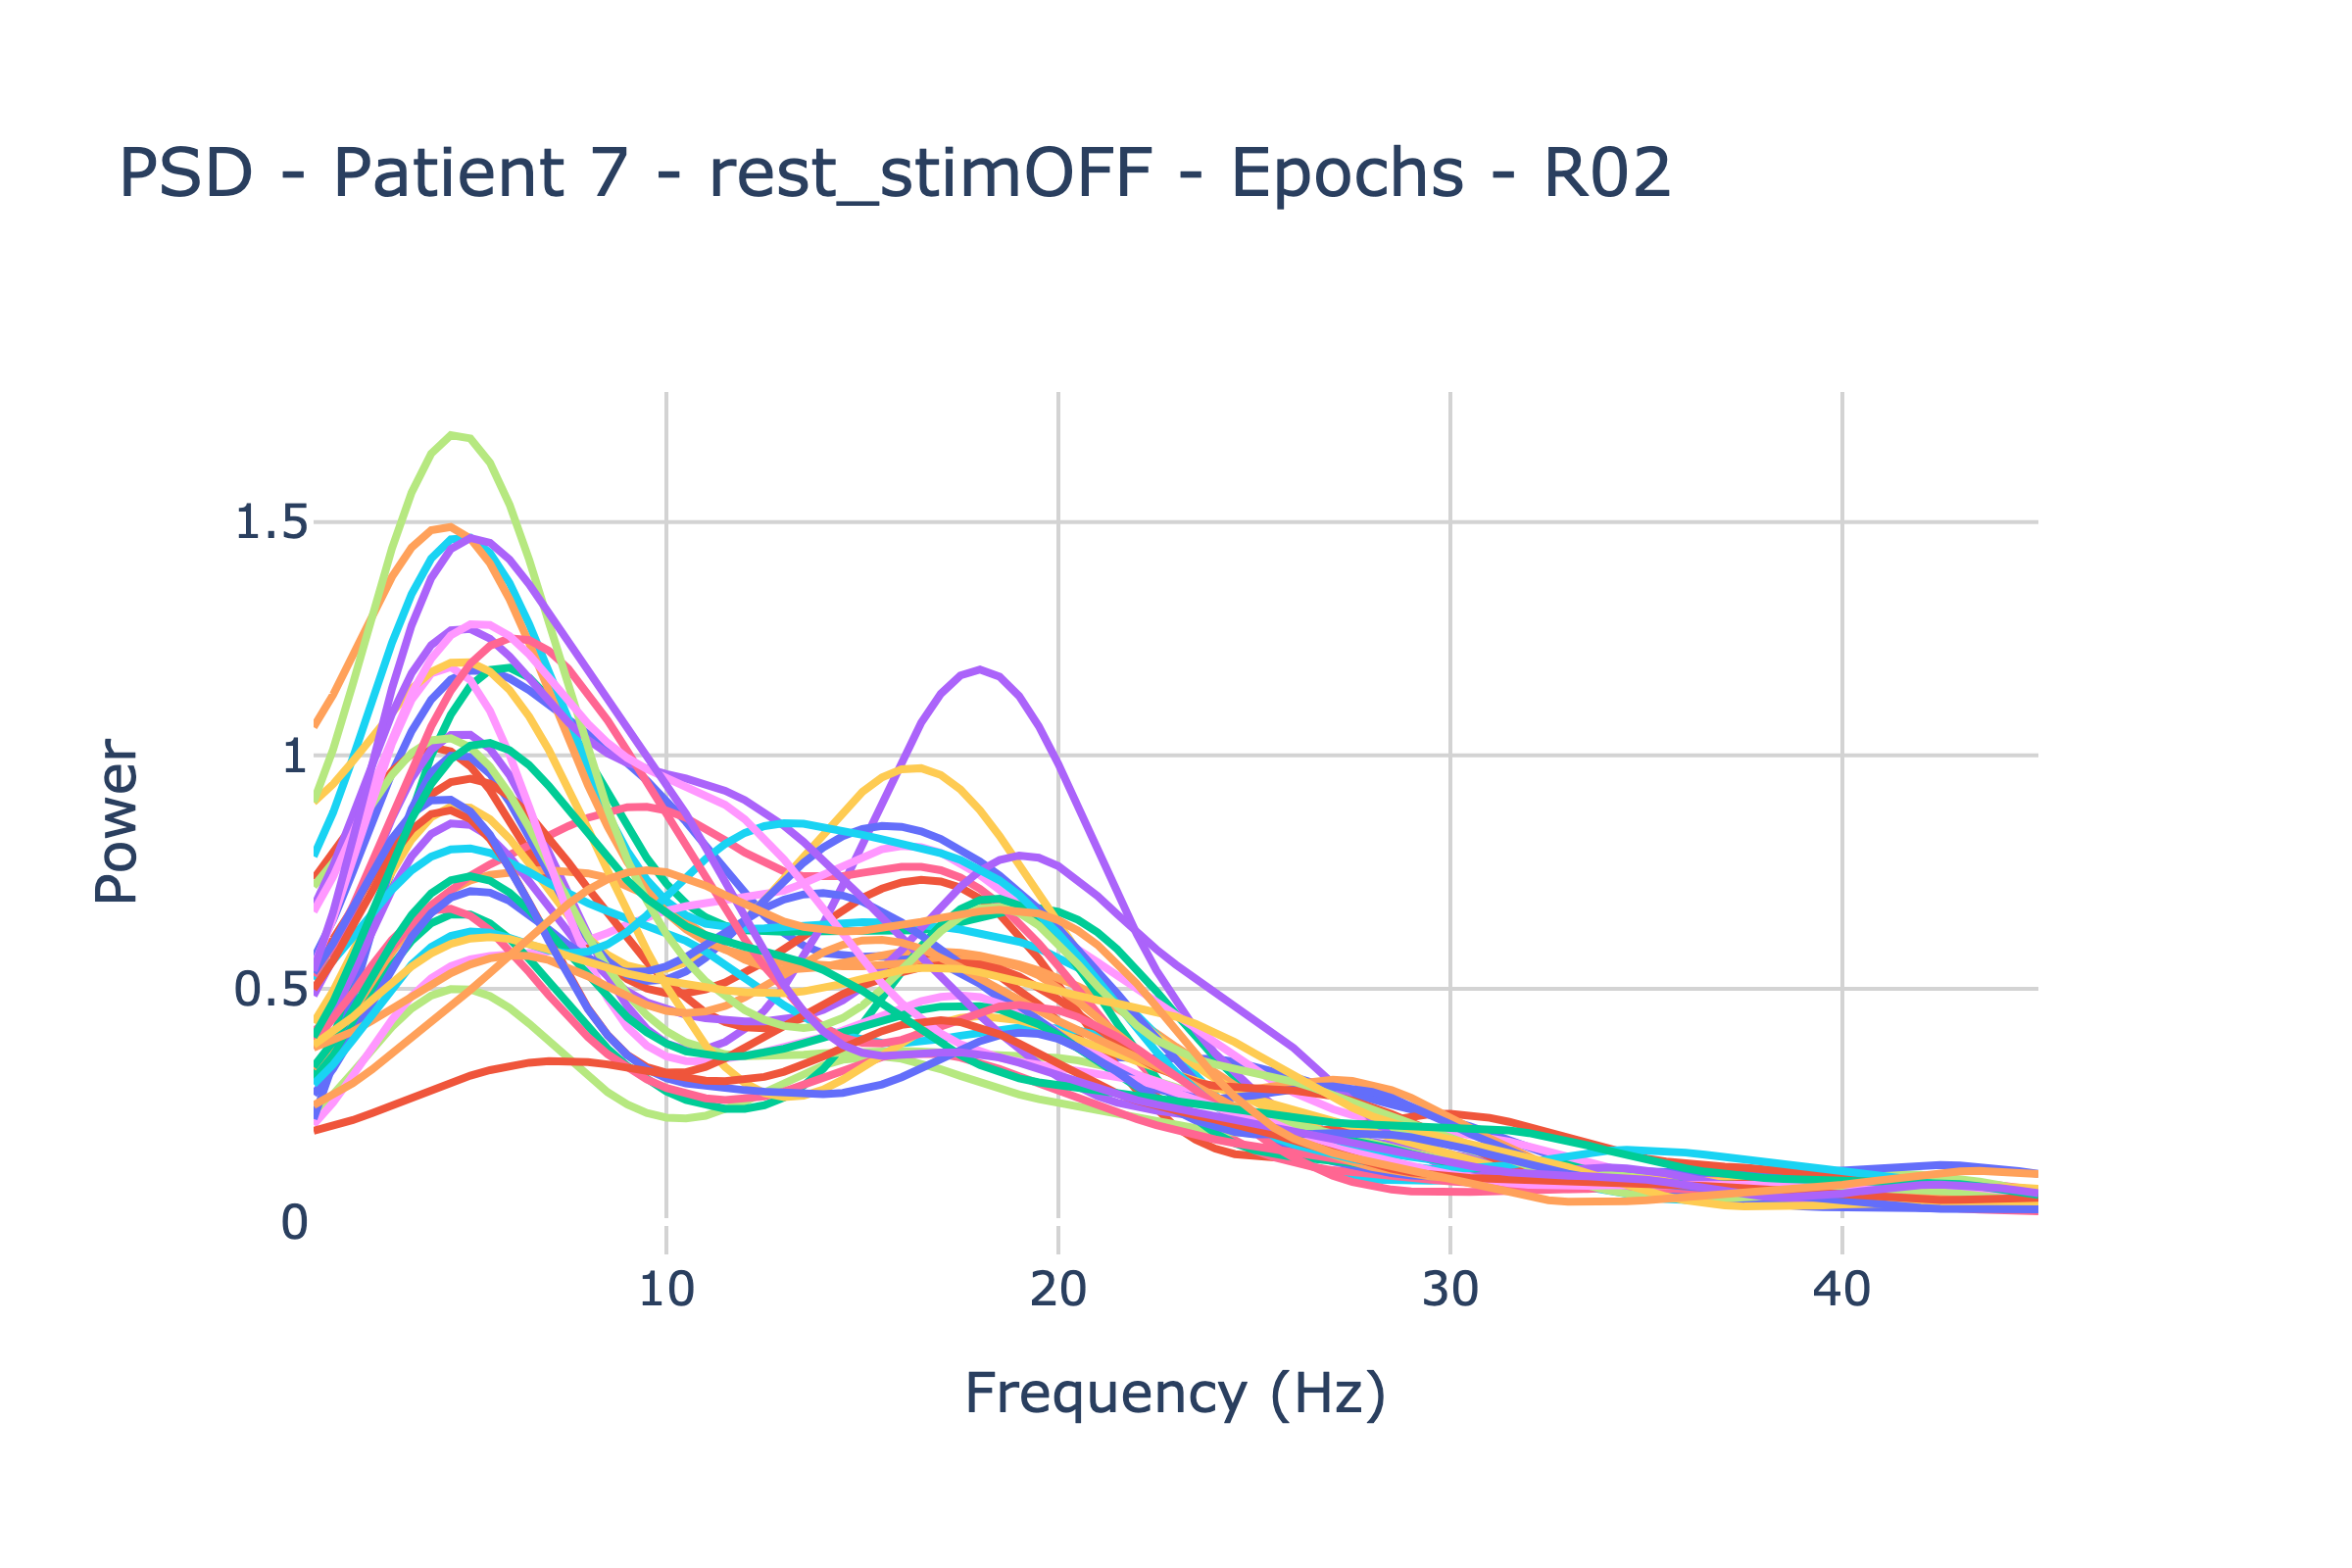 PSD - Patient 7 - rest_stimOFF - Epochs - R02
1.5
1
0.5
0
Power
10 20 30 40
Frequency (Hz)